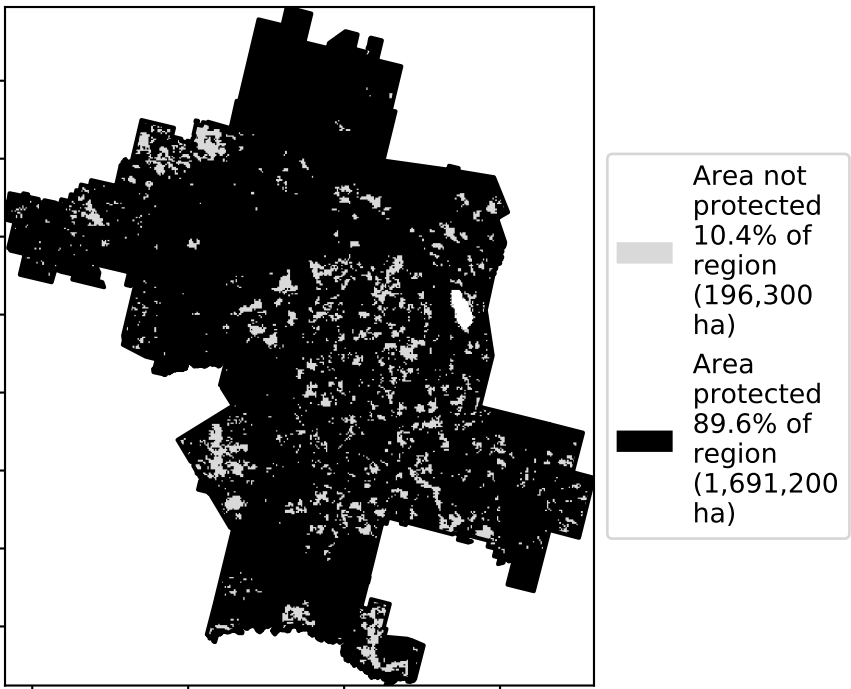 Area not
protected
10.4% of
region
(196,300
ha)
Area
protected
89.6% of
region
(1,691,200
ha)